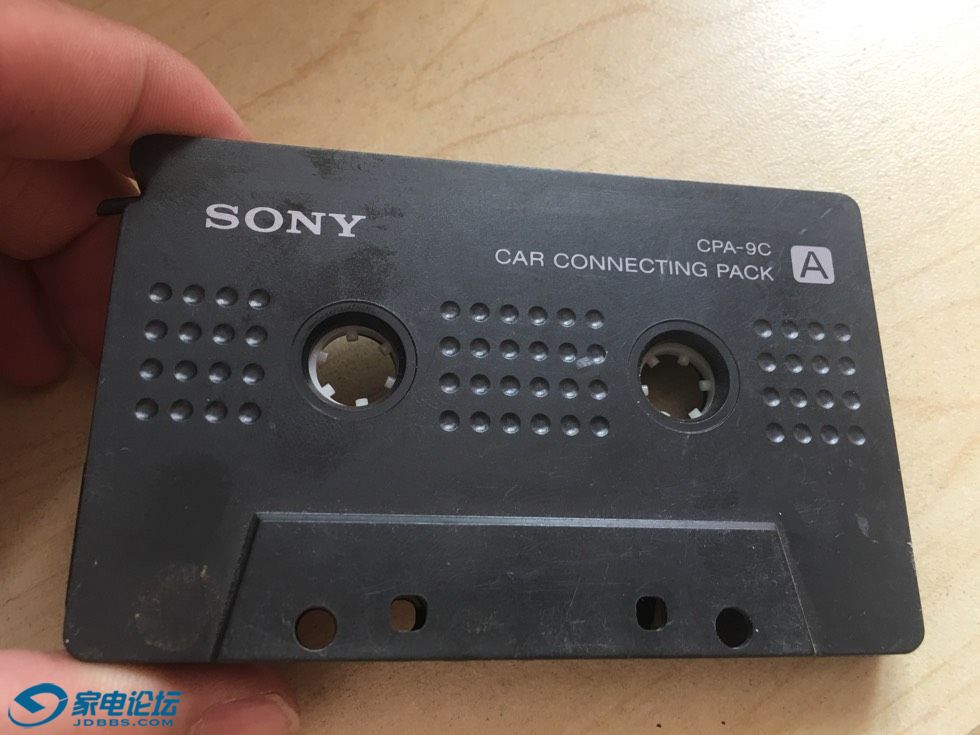 SONY
CPA-9C
CAR CONNECTING PACK
A
家电论坛
JDBBS.COM